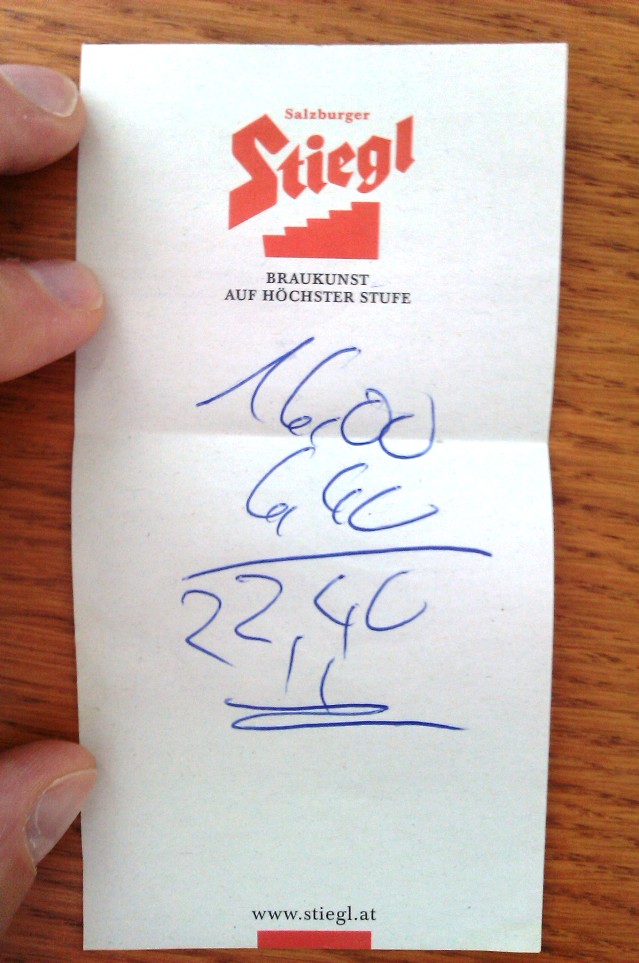 Salzburger
Stiegl
BRAUKUNST
AUF HÖCHSTER STUFE
16,00
6,40
22,40
www.stiegl.at